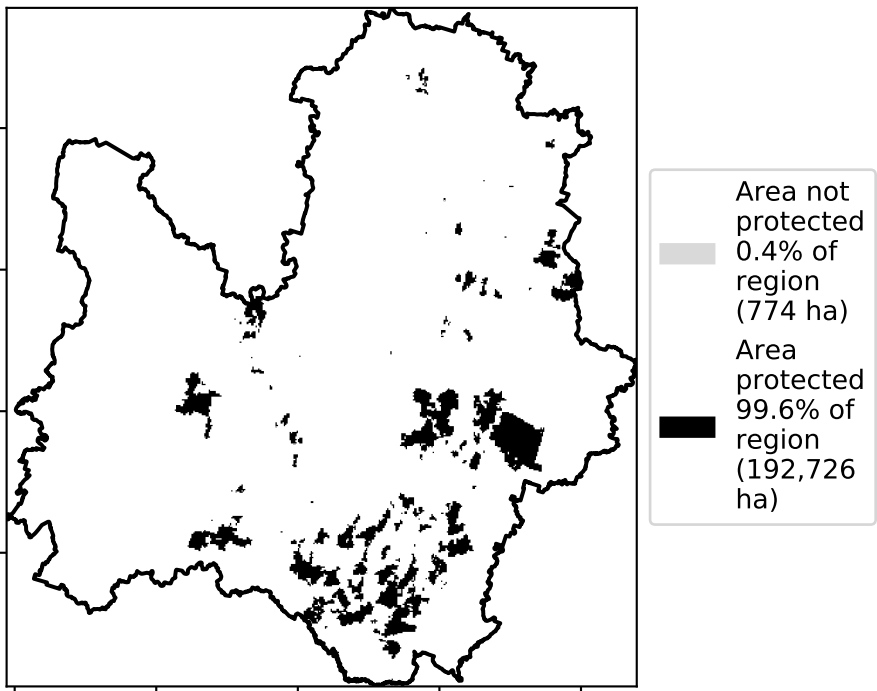 Area not
protected
0.4% of
region
(774 ha)
Area
protected
99.6% of
region
(192,726
ha)